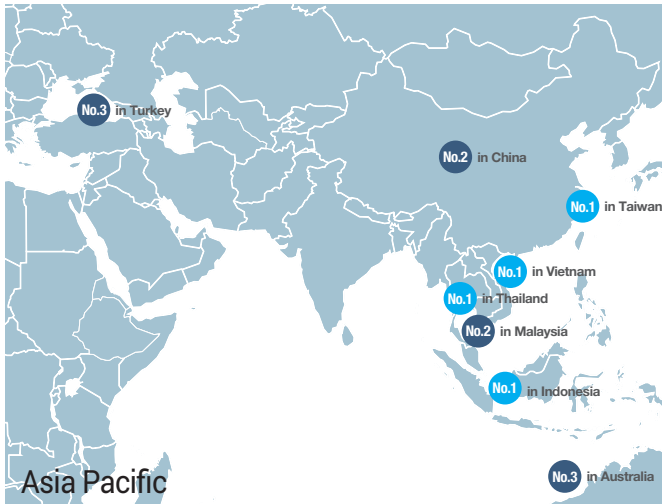 No.3 in Turkey
No.2 in China
No.1 in Taiwan
No.1 in Vietnam
No.1 in Thailand
No.2 in Malaysia
No.1 in Indonesia
Asia Pacific
No.3 in Australia